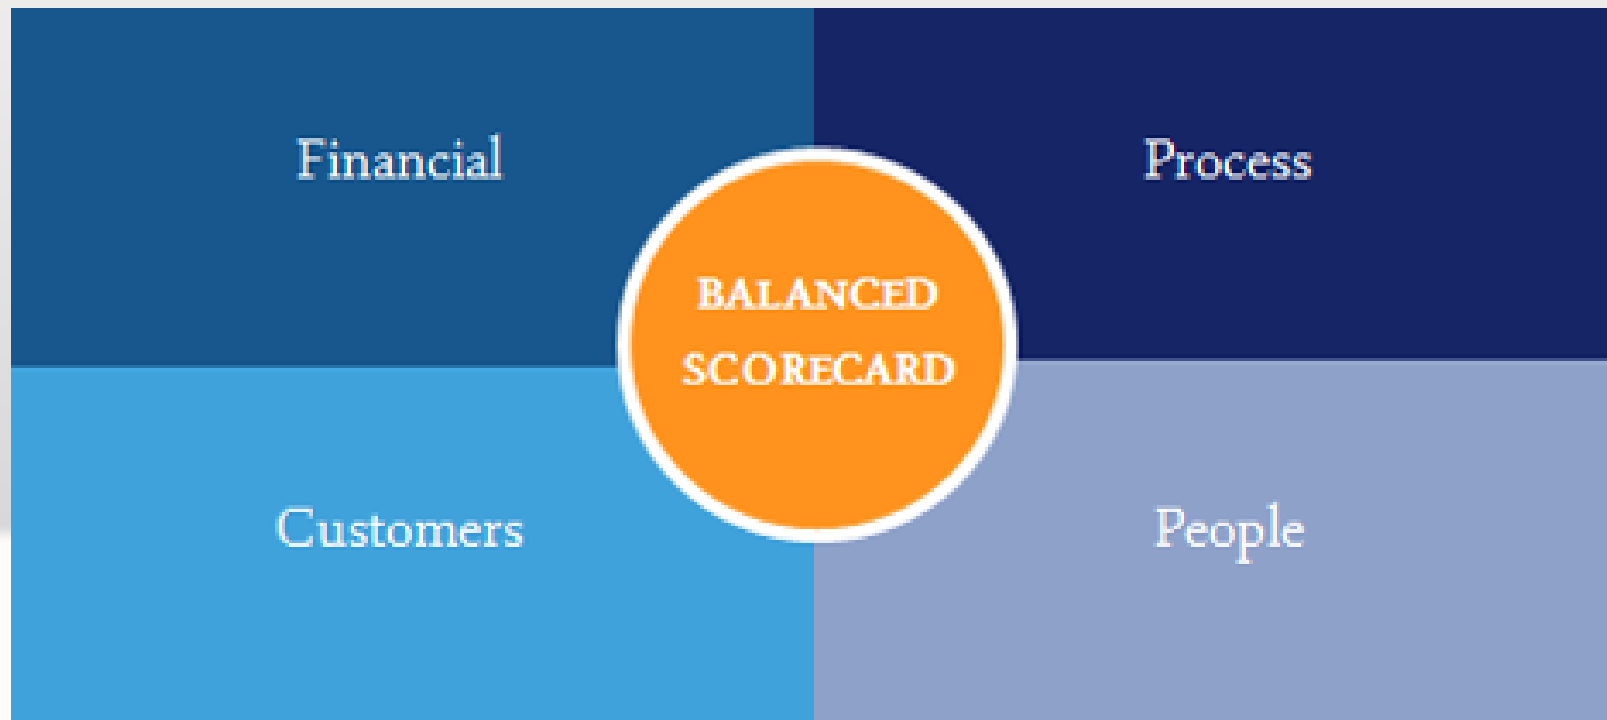 Financial
Process
BALANCED
SCORECARD
Customers
People